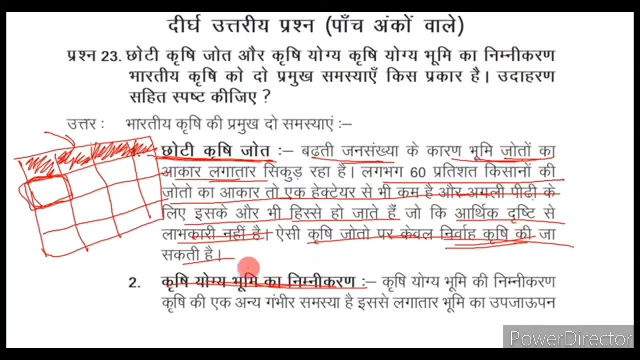 दीर्घ उत्तरीय प्रश्न (पाँच अंकों वाले)
प्रश्न 23. छोटी कृषि जोत और कृषि योग्य कृषि योग्य भूमि का निम्नीकरण
भारतीय कृषि को दो प्रमुख समस्याएँ किस प्रकार है। उदाहरण
सहित स्पष्ट कीजिए ?
उत्तर: भारतीय कृषि की प्रमुख दो समस्याएं :–
छोटी कृषि जोत :– बढ़ती जनसंख्या के कारण भूमि जोतों का
आकार लगातार सिकुड़ रहा है। लगभग 60 प्रतिशत किसानों की
जोतो का आकार तो एक हेक्टेयर से भी कम है और अगली पीढ़ी के
लिए इसके और भी हिस्से हो जाते हैं जो कि आर्थिक दृष्टि से
लाभकारी नहीं है। ऐसी कृषि जोतो पर केवल निर्वाह कृषि की जा
सकती है।
2. कृषि योग्य भूमि का निम्नीकरण :– कृषि योग्य भूमि की निम्नीकरण
कृषि की एक अन्य गंभीर समस्या है इससे लगातार भूमि का उपजाऊपन
Made With
PowerDirector